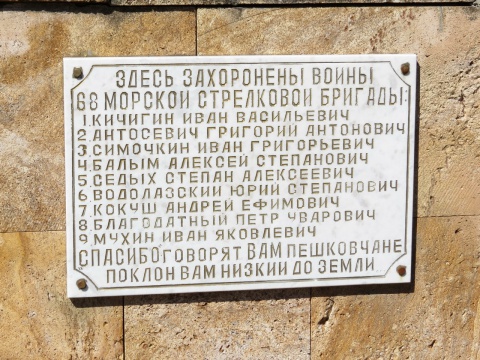 ЗДЕСЬ ЗАХОРОНЕНЫ ВОИНЫ
68 МОРСКОЙ СТРЕЛКОВОЙ БРИГАДЫ:
1. КИЧИГИН ИВАН ВАСИЛЬЕВИЧ
2. АНТОСЕВИЧ ГРИГОРИЙ АНТОНОВИЧ
3. СИМОЧКИН ИВАН ГРИГОРЬЕВИЧ
4. БАЛЫМ АЛЕКСЕЙ СТЕПАНОВИЧ
5. СЕДЫХ СТЕПАН АЛЕКСЕЕВИЧ
6. ВОДОЛАЗСКИЙ ЮРИЙ СТЕПАНОВИЧ
7. КОКУШ АНДРЕЙ ЕФИМОВИЧ
8. БЛАГОДАТНЫЙ ПЕТР УВАРОВИЧ
9. МУХИН ИВАН ЯКОВЛЕВИЧ
СПАСИБО ГОВОРЯТ ВАМ ПЕШКОВЧАНЕ
ПОКЛОН ВАМ НИЗКИЙ ДО ЗЕМЛИ